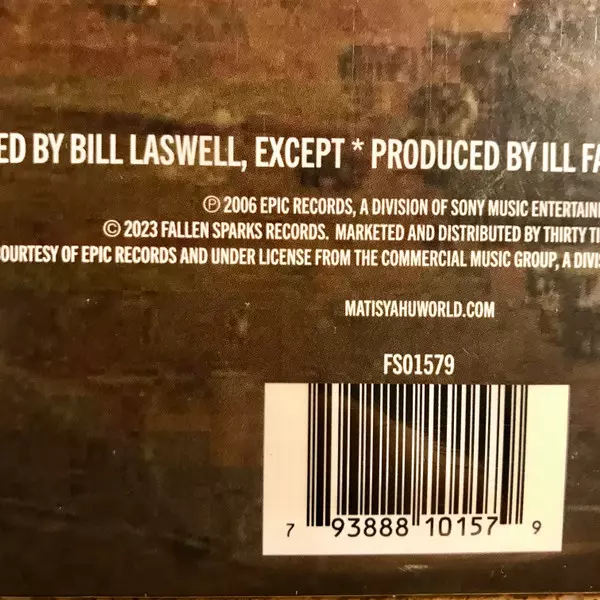 ED BY BILL LASWELL, EXCEPT * PRODUCED BY ILL FA
℗ 2006 EPIC RECORDS, A DIVISION OF SONY MUSIC ENTERTAIN
© 2023 FALLEN SPARKS RECORDS. MARKETED AND DISTRIBUTED BY THIRTY TI
OURTESY OF EPIC RECORDS AND UNDER LICENSE FROM THE COMMERCIAL MUSIC GROUP, A DIVIS
MATISYAHUWORLD.COM
FS01579
7 93888 10157 9